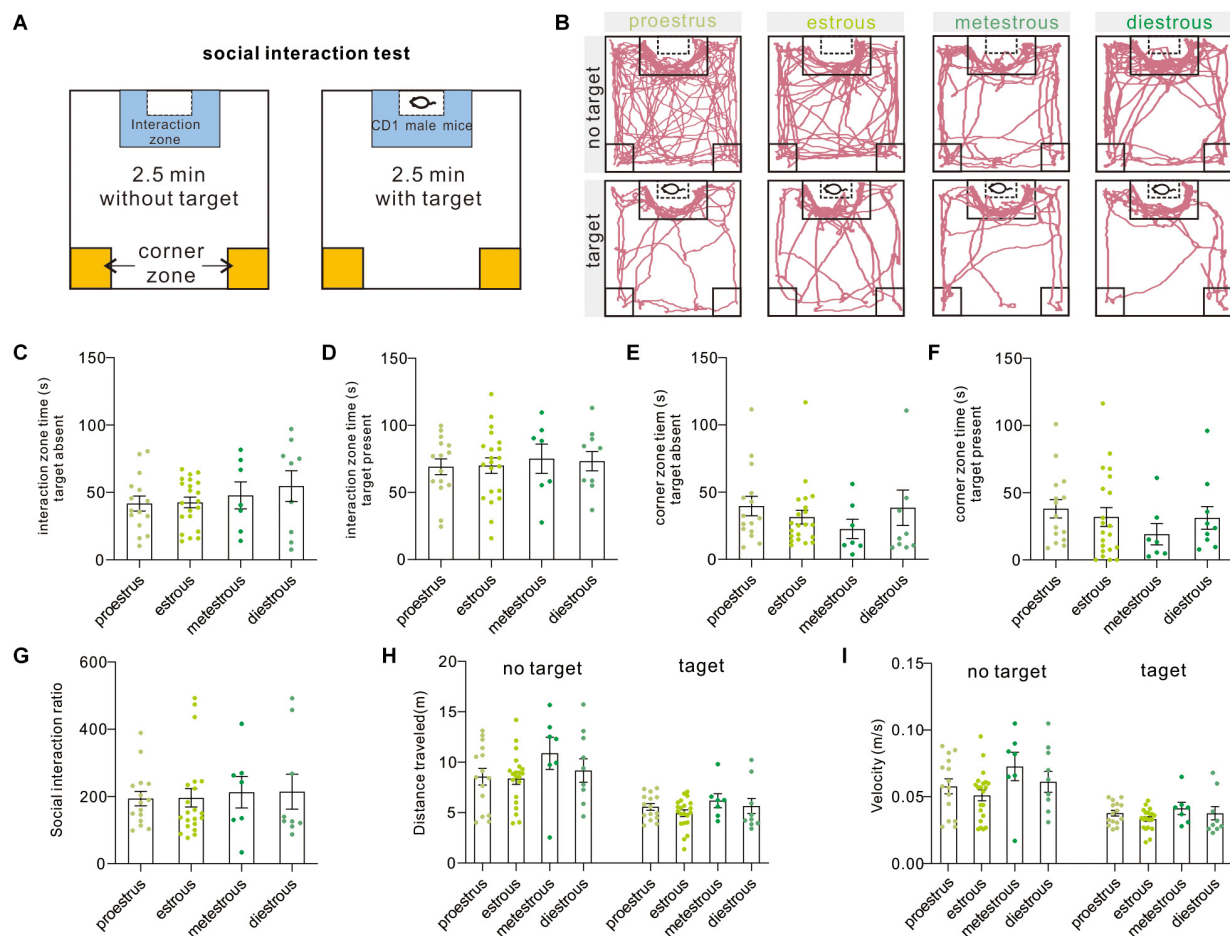 A
social interaction test
Interaction
zone
2.5 min
without target
corner
zone
CD1 male mice
2.5 min
with target
B
proestrus
estrous
metestrous
diestrous
no target
target
C
interaction zone time (s)
target absent
150
100
50
0
proestrus
estrous
metestrous
diestrous
D
interaction zone time (s)
target present
150
100
50
0
proestrus
estrous
metestrous
diestrous
E
corner zone tiem (s)
target absent
150
100
50
0
proestrus
estrous
metestrous
diestrous
F
corner zone time (s)
target present
150
100
50
0
proestrus
estrous
metestrous
diestrous
G
Social interaction ratio
600
400
200
0
proestrus
estrous
metestrous
diestrous
H
Distance traveled(m)
20
15
10
5
0
no target
taget
proestrus
estrous
metestrous
diestrous
proestrus
estrous
metestrous
diestrous
I
Velocity (m/s)
0.15
0.10
0.05
0.00
no target
taget
proestrus
estrous
metestrous
diestrous
proestrus
estrous
metestrous
diestrous